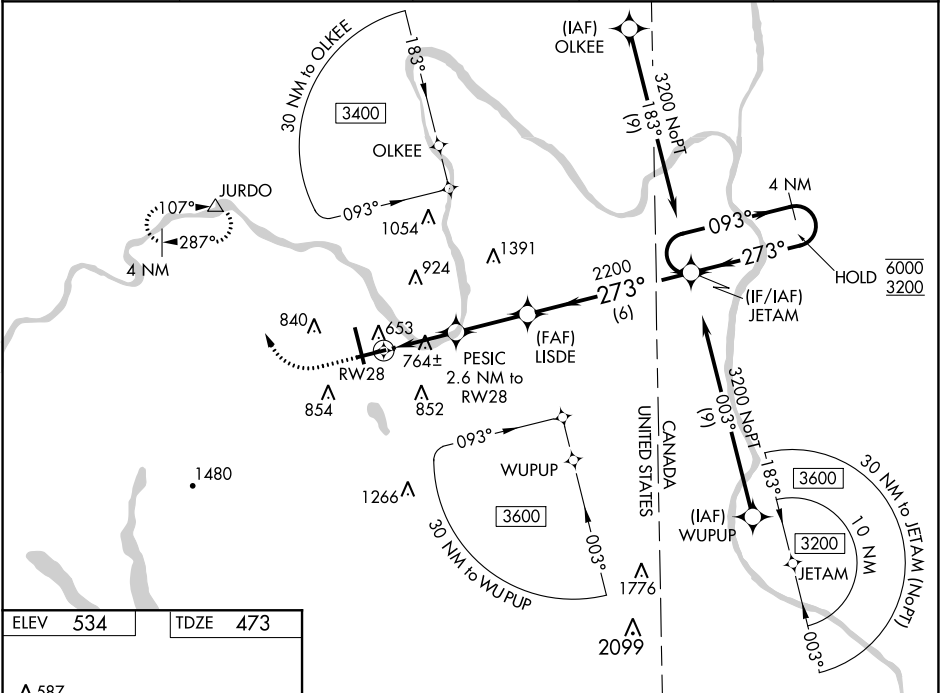 30 NM to OLKEE
183°
3400
OLKEE
093°
(IAF)
OLKEE
3200 NoPT
183°
(9)
JURDO
107°
287°
4 NM
1054
1391
924
4 NM
093°
273°
HOLD
6000
3200
(IF/IAF)
JETAM
2200
273°
(6)
(FAF)
LISDE
840
653
764±
PESIC
2.6 NM to
RW28
RW28
854
852
3200 NoPT
003°
(9)
CANADA
UNITED STATES
093°
WUPUP
3600
003°
30 NM to WUPUP
1480
1266
(IAF)
WUPUP
183°
3600
3200
10 NM
JETAM
003°
30 NM to JETAM (NoPT)
1776
2099
ELEV 534
TDZE 473
587